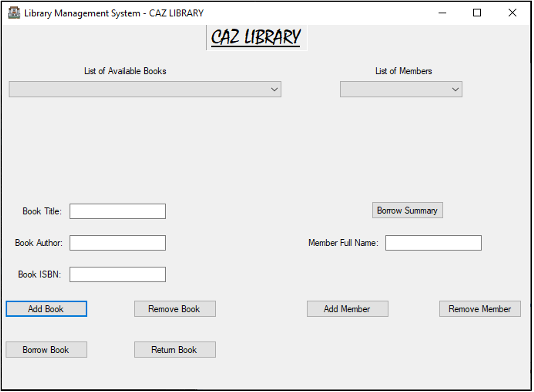 Library Management System - CAZ LIBRARY
CAZ LIBRARY
List of Available Books
List of Members
Book Title:
Borrow Summary
Book Author:
Member Full Name:
Book ISBN:
Add Book
Remove Book
Add Member
Remove Member
Borrow Book
Return Book